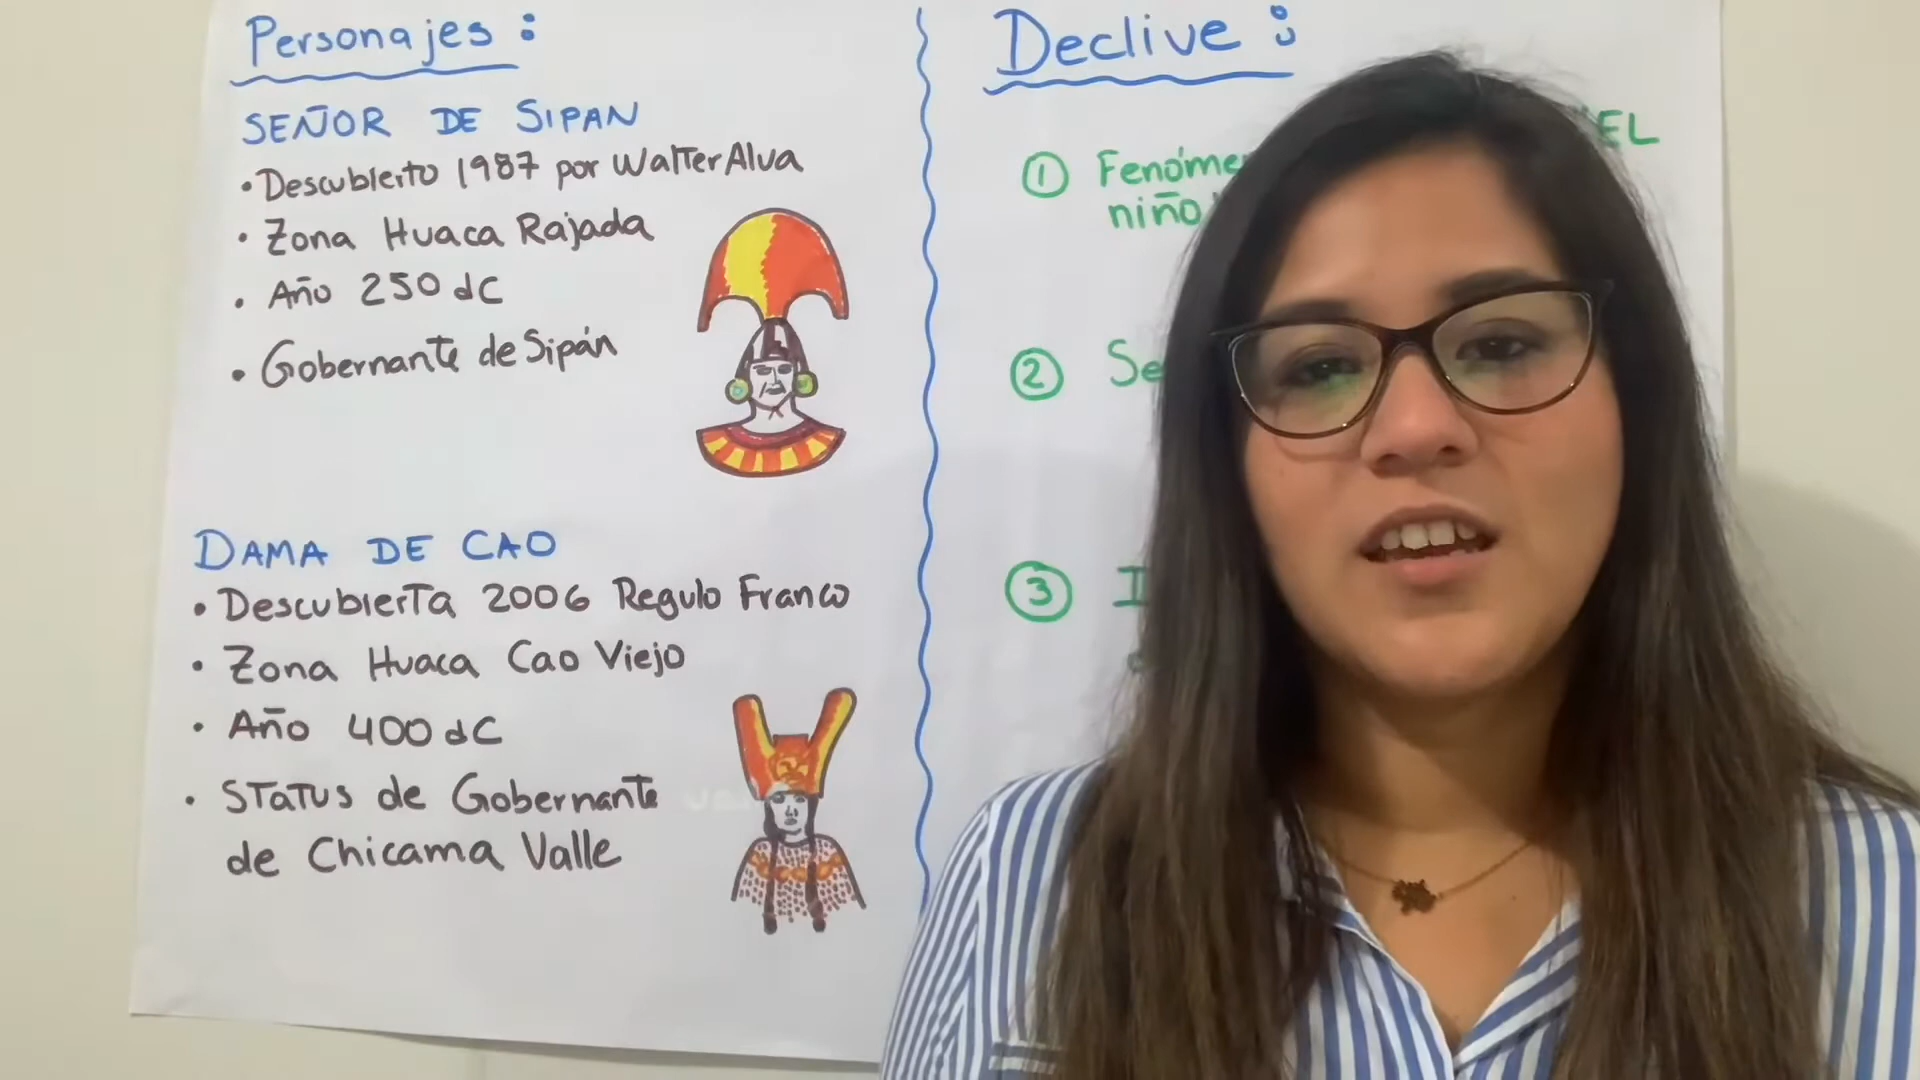 Personajes :
SEÑOR DE SIPAN
• Descubierto 1987 por Walter Alva
• Zona Huaca Rajada
• Año 250 dC
• Gobernante de Sipán
DAMA DE CAO
• Descubierta 2006 Regulo Franco
• Zona Huaca Cao Viejo
• Año 400 dC
• Status de Gobernante
de Chicama Valle
Declive :
① "EL
niño"
②
③